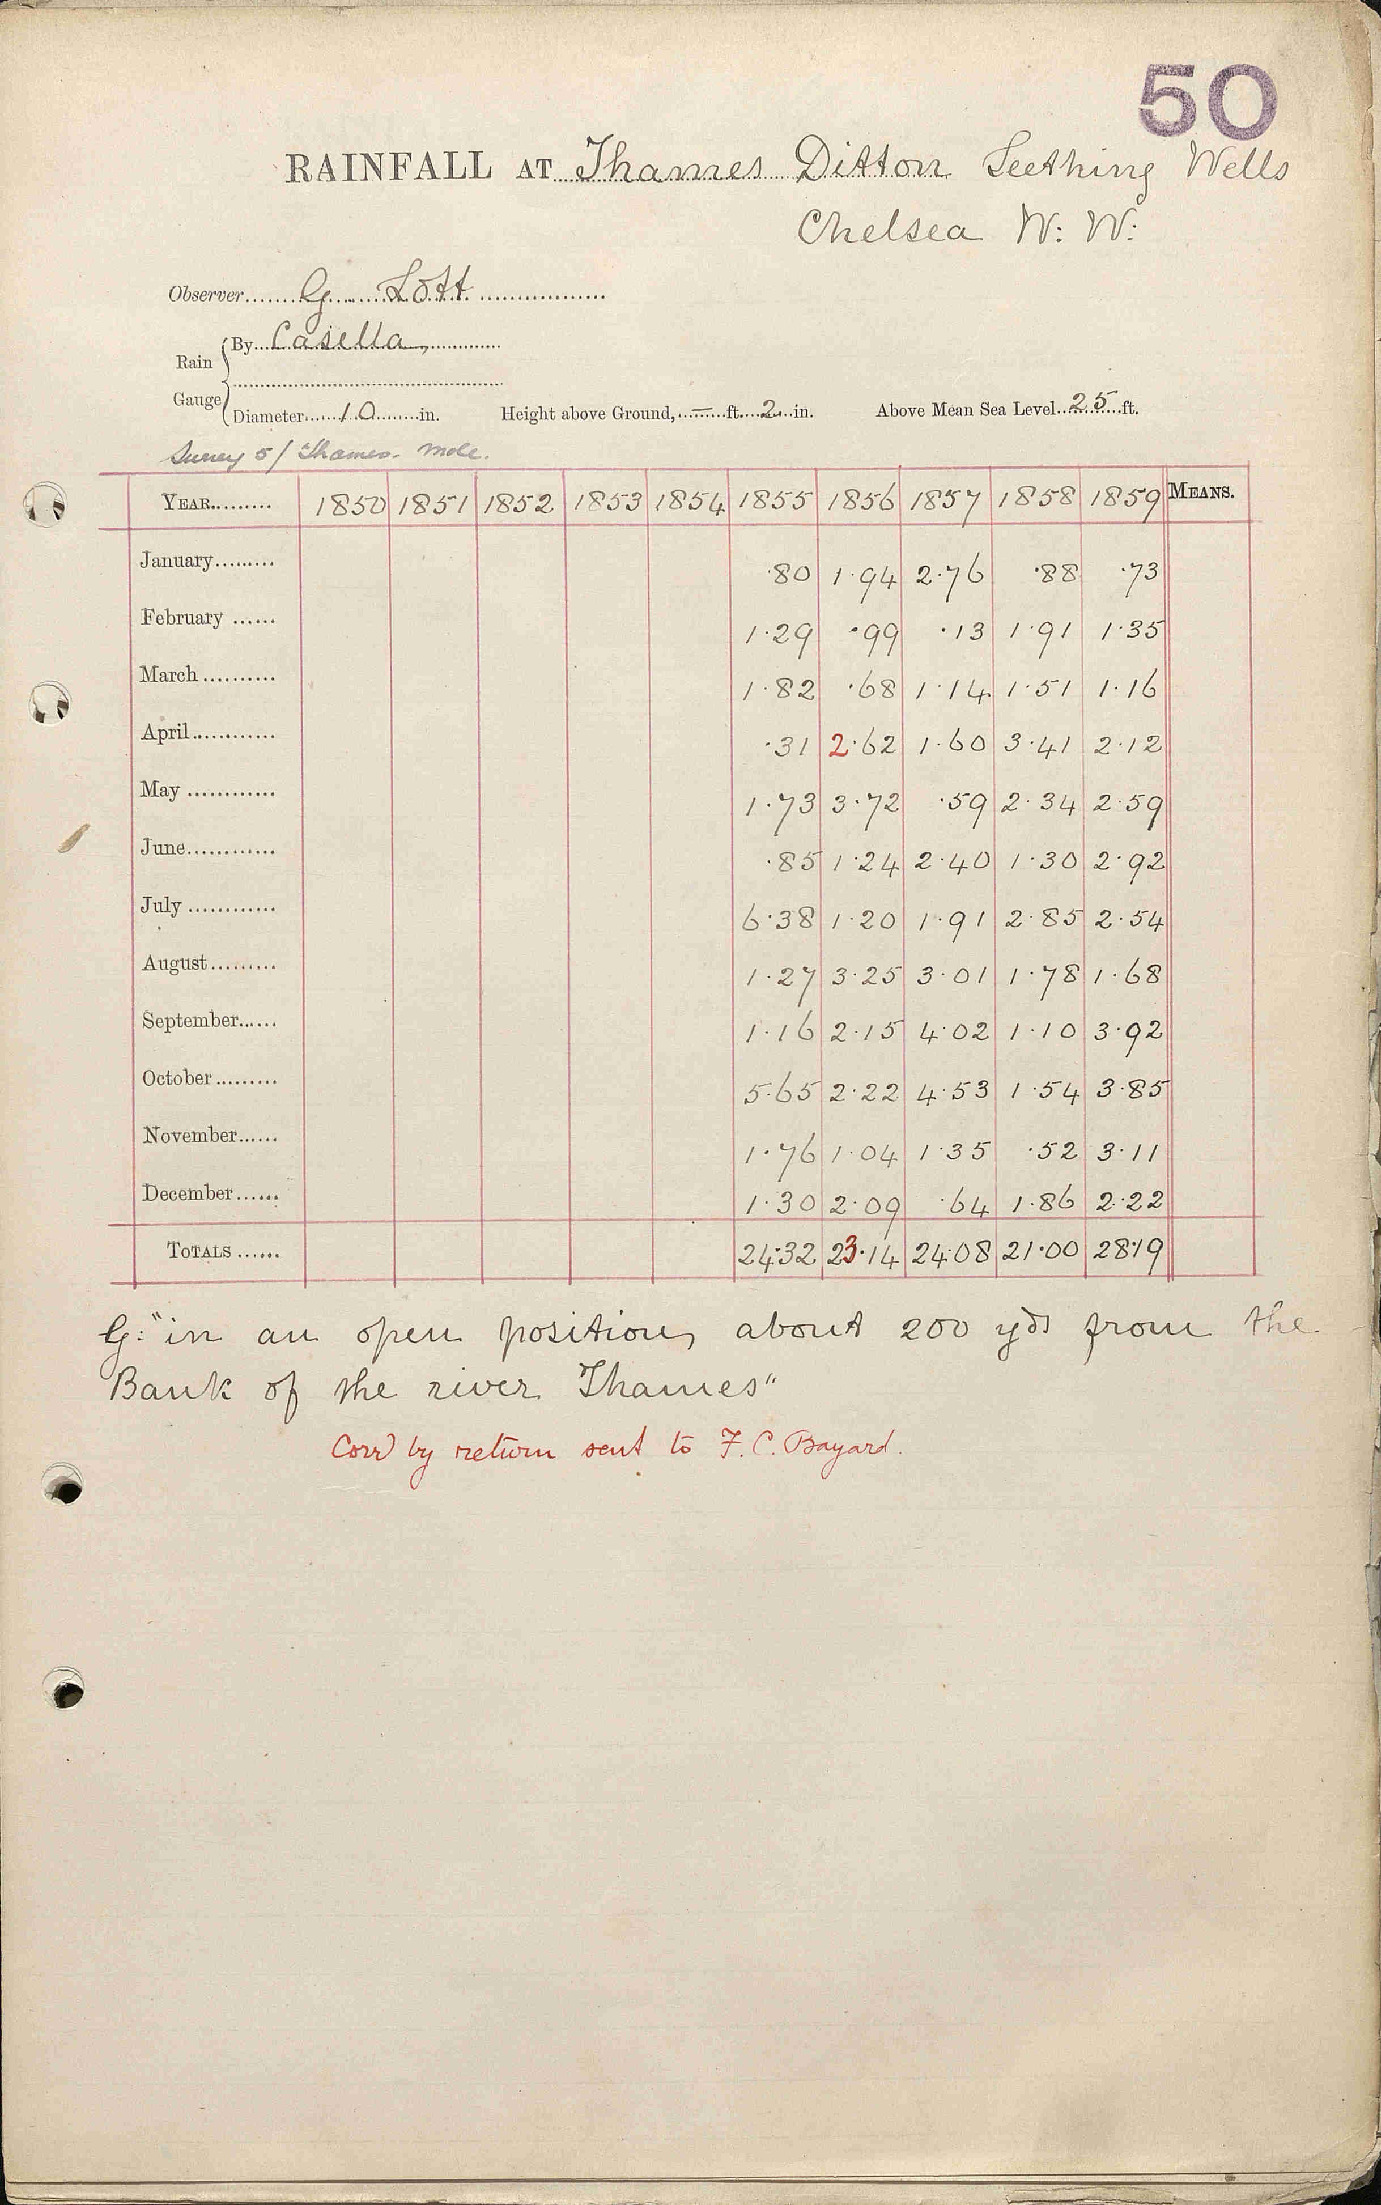 50
RAINFALL AT Thames Ditton Seething Wells
Chelsea W: W:
Observer G Lott
Rain Gauge
By Casella,
Diameter 10 in. Height above Ground, — ft. 2 in. Above Mean Sea Level 25 ft.
Surrey 5/ Thames. Mole.
YEAR 1850 1851 1852 1853 1854 1855 1856 1857 1858 1859 MEANS.
January ·80 1·94 2·76 ·88 ·73
February 1·29 ·99 ·13 1·91 1·35
March 1·82 ·68 1·14 1·51 1·16
April ·31 2·62 1·60 3·41 2·12
May 1·73 3·72 ·59 2·34 2·59
June ·85 1·24 2·40 1·30 2·92
July 6·38 1·20 1·91 2·85 2·54
August 1·27 3·25 3·01 1·78 1·68
September 1·16 2·15 4·02 1·10 3·92
October 5·65 2·22 4·53 1·54 3·85
November 1·76 1·04 1·35 ·52 3·11
December 1·30 2·09 ·64 1·86 2·22
TOTALS 24·32 23·14 24·08 21·00 28·19
G: "in an open position, about 200 yds from the
Bank of the river Thames"
Corrd by return sent to F. C. Bayard.